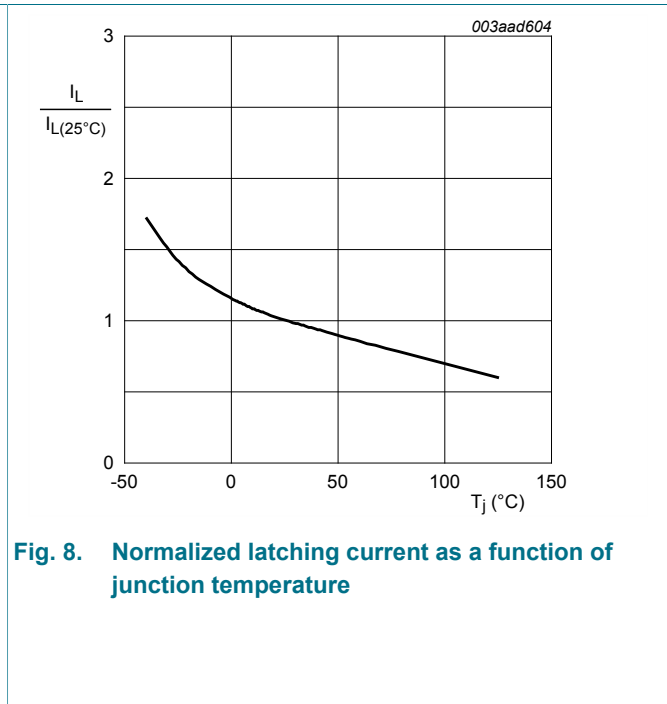 003aad604
3
I_L
I_L(25°C)
2
1
0
-50 0 50 100 150
T_j (°C)
Fig. 8. Normalized latching current as a function of
junction temperature